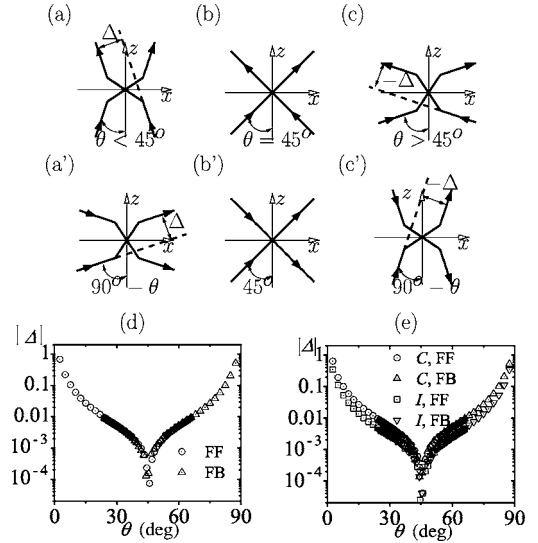 (a)
(b)
(c)
Δ
z
x
θ < 45°
z
x
θ = 45°
−Δ
z
x
θ > 45°
(a')
(b')
(c')
z
Δ
x
90° − θ
z
x
45°
z
−Δ
x
90° − θ
(d)
(e)
|Δ|
1
0.1
0.01
10⁻³
10⁻⁴
FF
FB
0 30 60 90
θ (deg)
|Δ|
1
0.1
0.01
10⁻³
10⁻⁴
C, FF
C, FB
I, FF
I, FB
0 30 60 90
θ (deg)